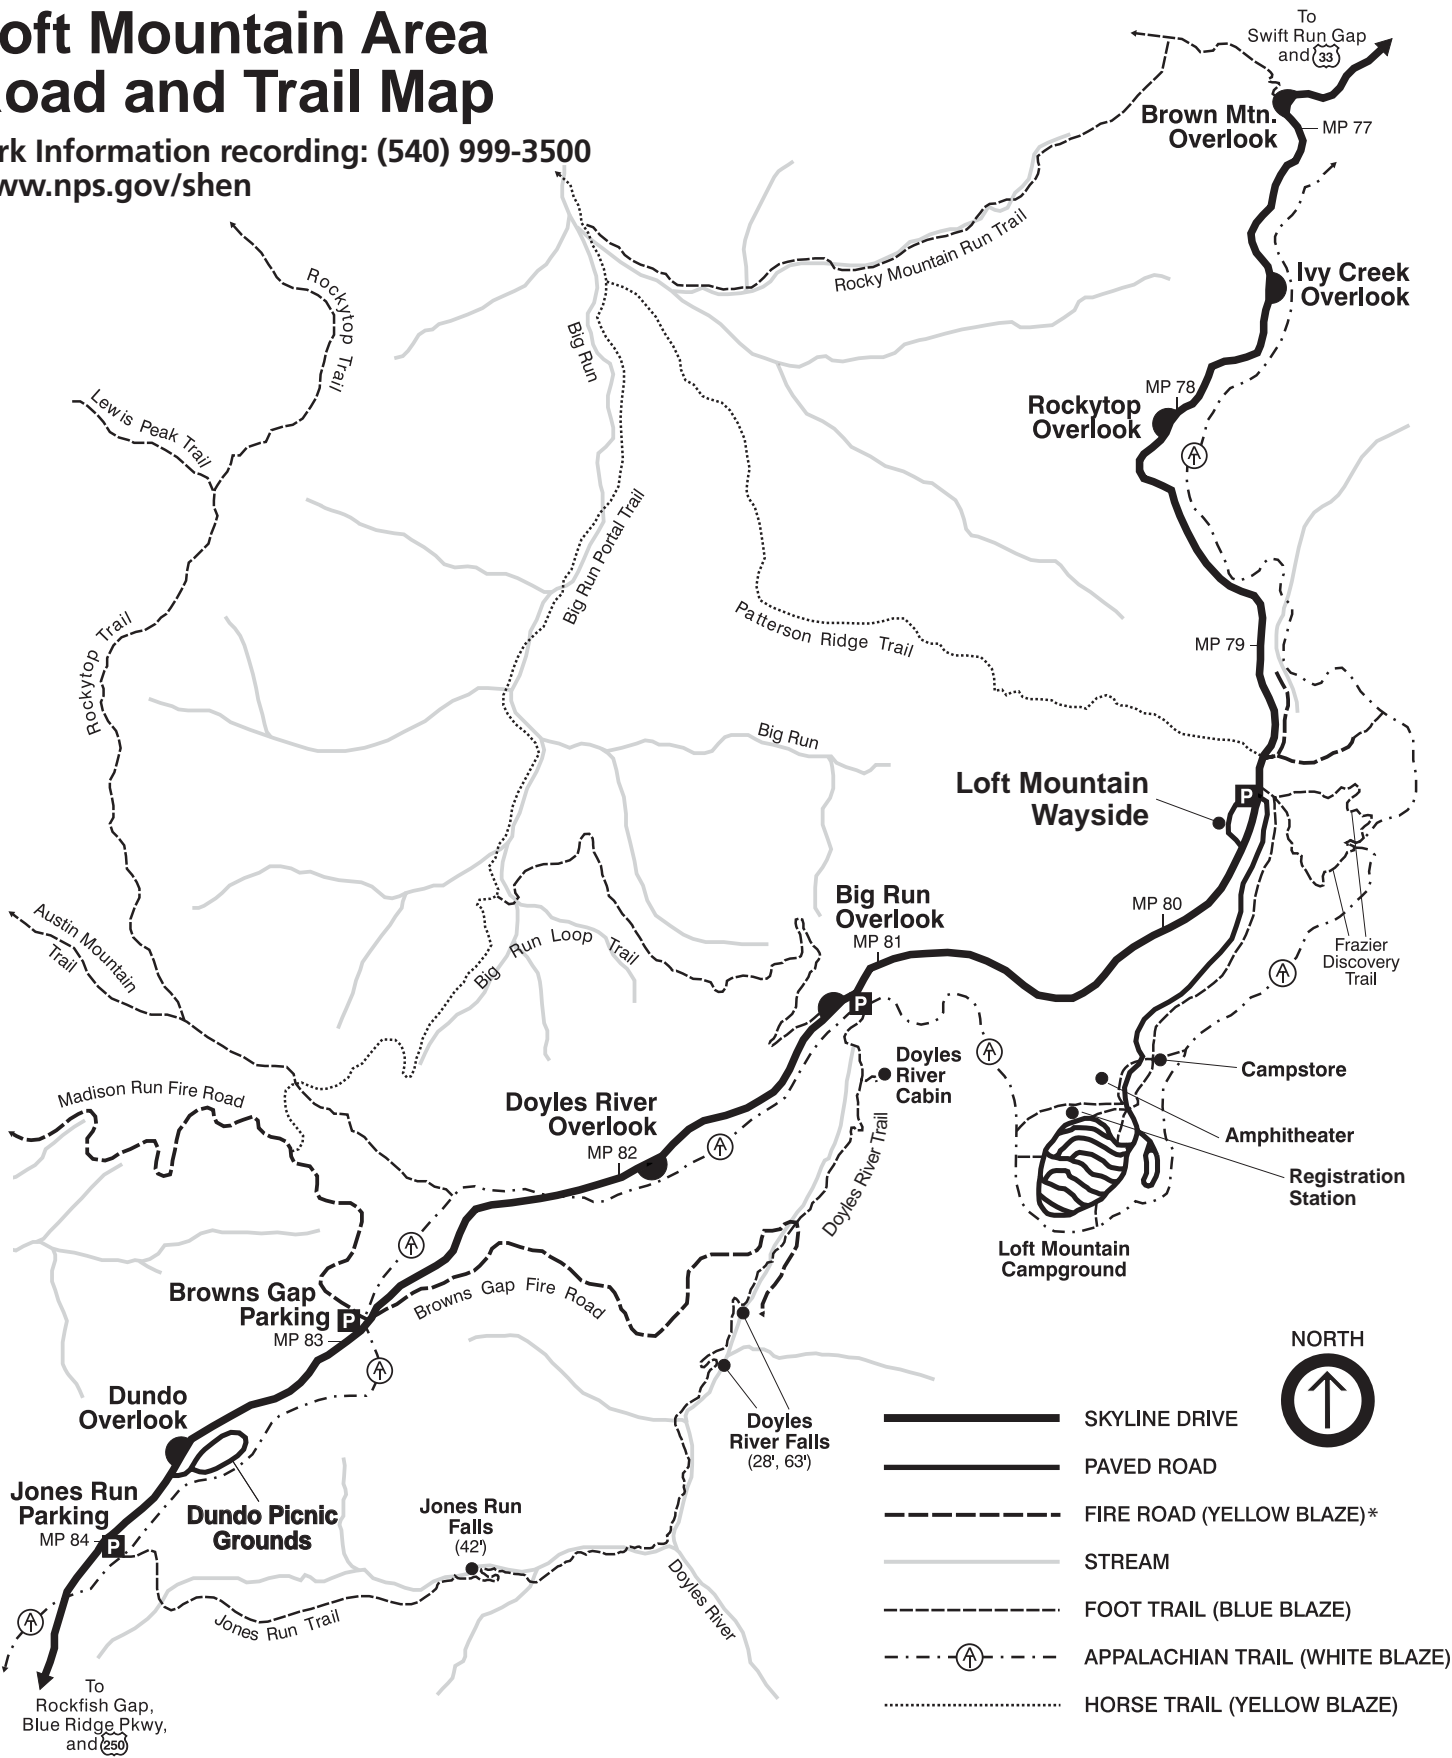 oft Mountain Area
oad and Trail Map
rk Information recording: (540) 999-3500
ww.nps.gov/shen
To
Swift Run Gap
and 33
Brown Mtn.
Overlook
MP 77
Rocky Mountain Run Trail
Ivy Creek
Overlook
Rockytop Trail
Big Run
MP 78
Rockytop
Overlook
Lewis Peak Trail
Big Run Portal Trail
Patterson Ridge Trail
Rockytop Trail
MP 79
Big Run
Loft Mountain
Wayside
P
Big Run
Overlook
MP 81
MP 80
Austin Mountain
Trail
Big Run Loop Trail
Frazier
Discovery
Trail
P
Doyles
River
Cabin
Campstore
Madison Run Fire Road
Doyles River
Overlook
MP 82
Amphitheater
Doyles River Trail
Registration
Station
Loft Mountain
Campground
Browns Gap
Parking
P
MP 83
Browns Gap Fire Road
NORTH
Dundo
Overlook
Doyles
River Falls
(28', 63')
Jones Run
Parking
MP 84
P
Dundo Picnic
Grounds
Jones Run
Falls
(42')
Jones Run Trail
Doyles River
To
Rockfish Gap,
Blue Ridge Pkwy,
and 250
SKYLINE DRIVE
PAVED ROAD
FIRE ROAD (YELLOW BLAZE)*
STREAM
FOOT TRAIL (BLUE BLAZE)
APPALACHIAN TRAIL (WHITE BLAZE)
HORSE TRAIL (YELLOW BLAZE)